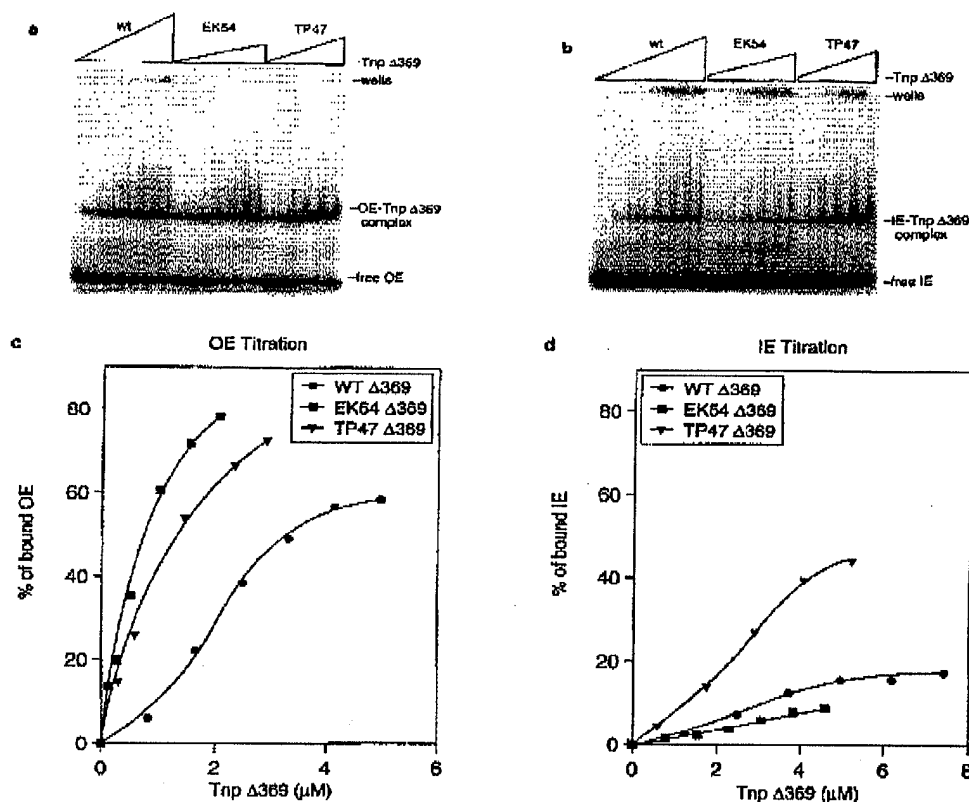 a
wt
EK54
TP47
-Tnp Δ369
-wells
-OE-Tnp Δ369
complex
-free OE
b
wt
EK54
TP47
-Tnp Δ369
-wells
-IE-Tnp Δ369
complex
-free IE
c
OE Titration
WT Δ369
EK54 Δ369
TP47 Δ369
% of bound OE
80
60
40
20
0
0 2 4 6
Tnp Δ369 (μM)
d
IE Titration
WT Δ369
EK54 Δ369
TP47 Δ369
% of bound IE
80
60
40
20
0
0 2 4 6 8
Tnp Δ369 (μM)